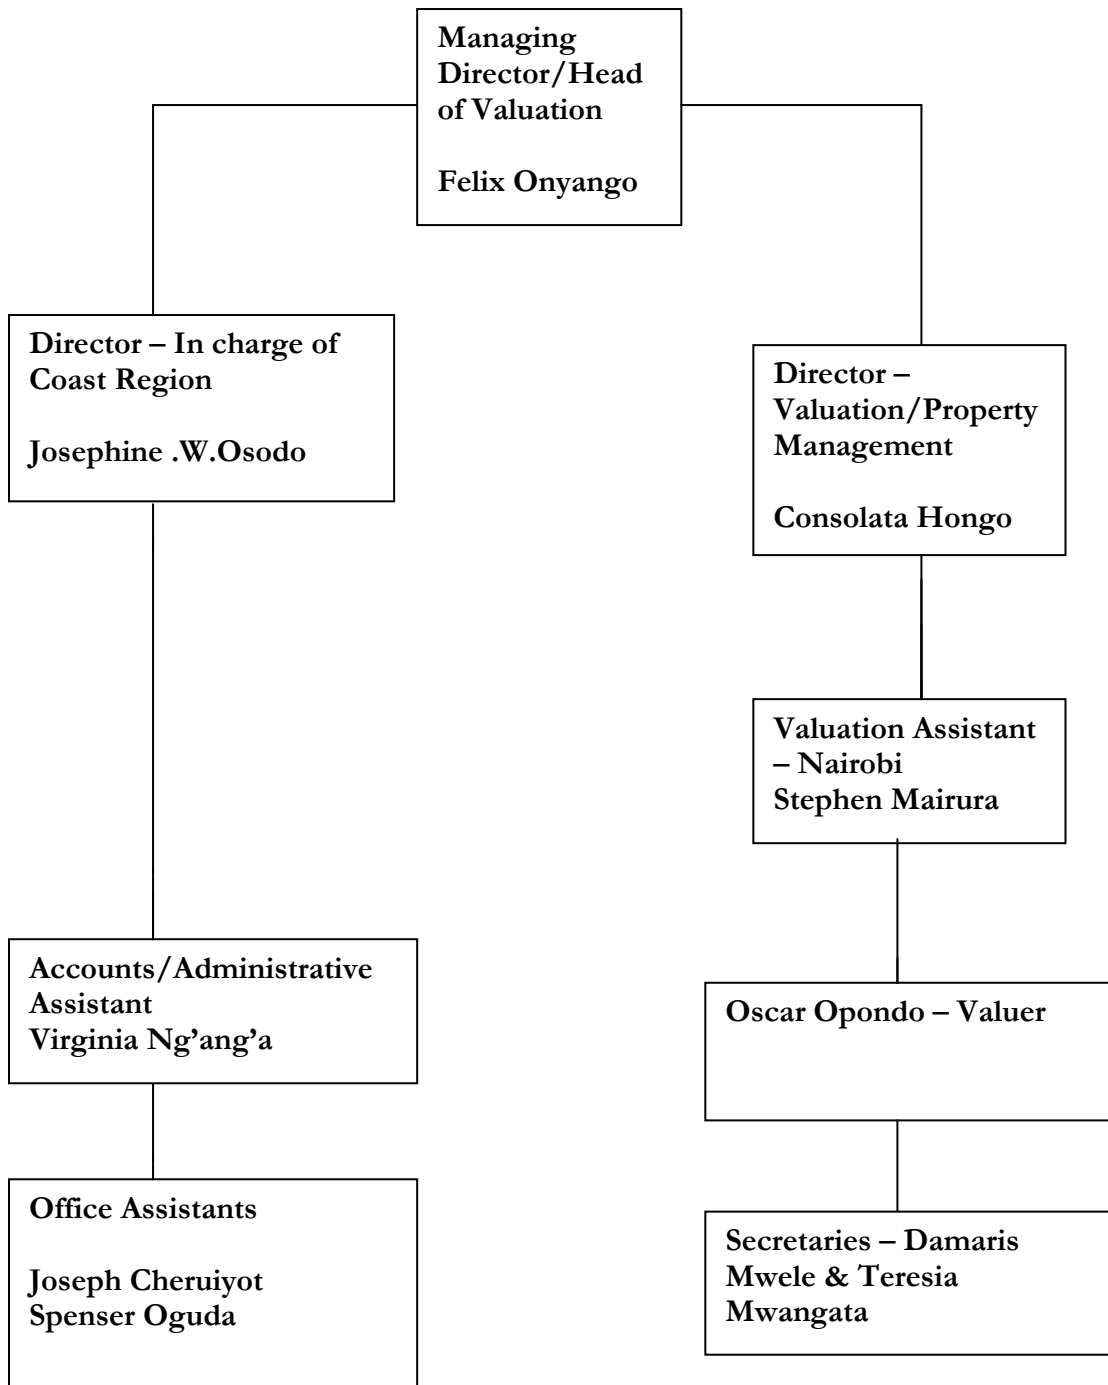 Managing
Director/Head
of Valuation
Felix Onyango
Director – In charge of
Coast Region
Josephine .W.Osodo
Director –
Valuation/Property
Management
Consolata Hongo
Valuation Assistant
– Nairobi
Stephen Mairura
Accounts/Administrative
Assistant
Virginia Ng’ang’a
Oscar Opondo – Valuer
Office Assistants
Joseph Cheruiyot
Spenser Oguda
Secretaries – Damaris
Mwele & Teresia
Mwangata